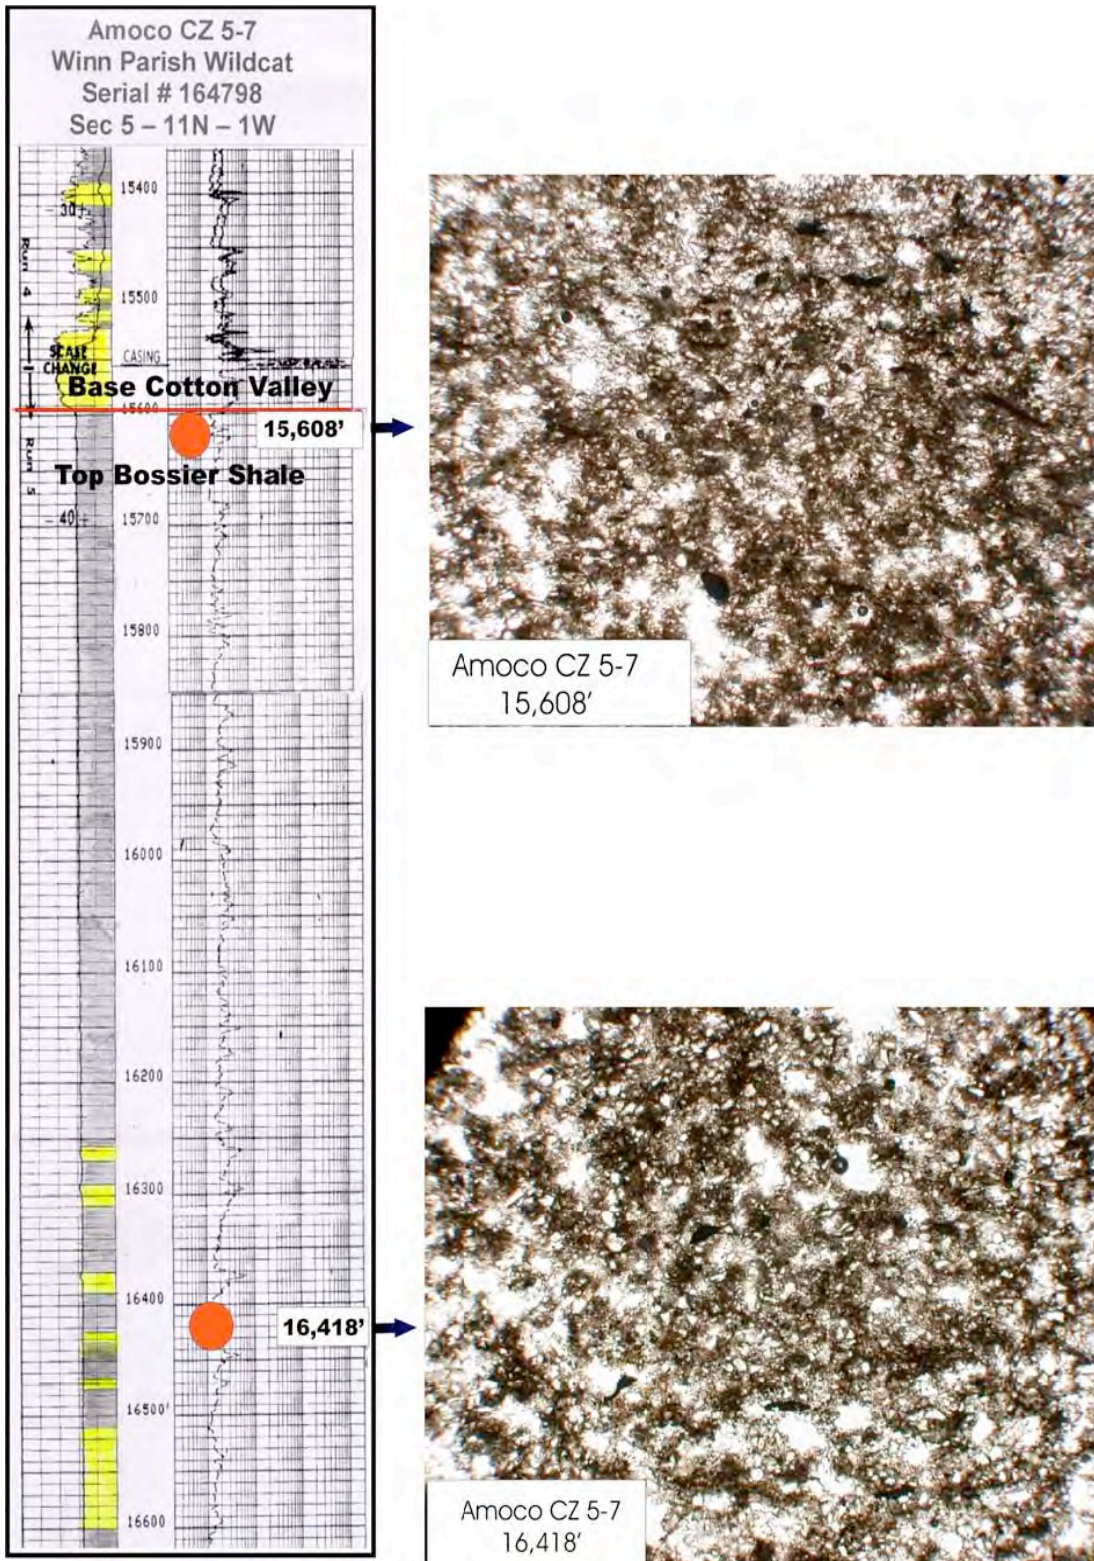 Amoco CZ 5-7
Winn Parish Wildcat
Serial # 164798
Sec 5 – 11N – 1W
15400
- 30 +
Run 4
15500
SCALE
CHANGE
CASING
Base Cotton Valley
15600
15,608’
Run 5
Top Bossier Shale
- 40 +
15700
15800
15900
16000
16100
16200
16300
16400
16,418’
16500'
16600
Amoco CZ 5-7
15,608’
Amoco CZ 5-7
16,418’